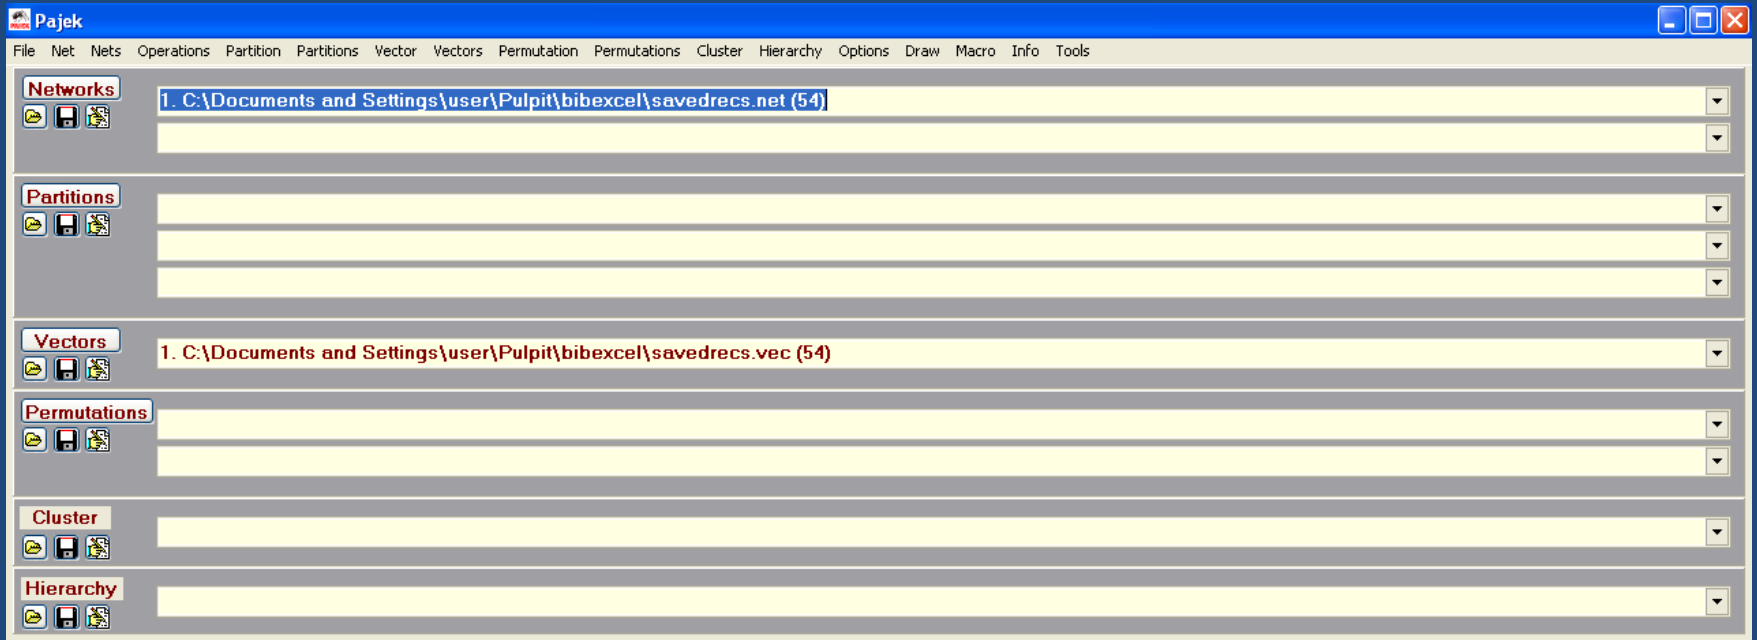 Pajek
File Net Nets Operations Partition Partitions Vector Vectors Permutation Permutations Cluster Hierarchy Options Draw Macro Info Tools
Networks
1. C:\Documents and Settings\user\Pulpit\bibexcel\savedrecs.net (54)
Partitions
Vectors
1. C:\Documents and Settings\user\Pulpit\bibexcel\savedrecs.vec (54)
Permutations
Cluster
Hierarchy